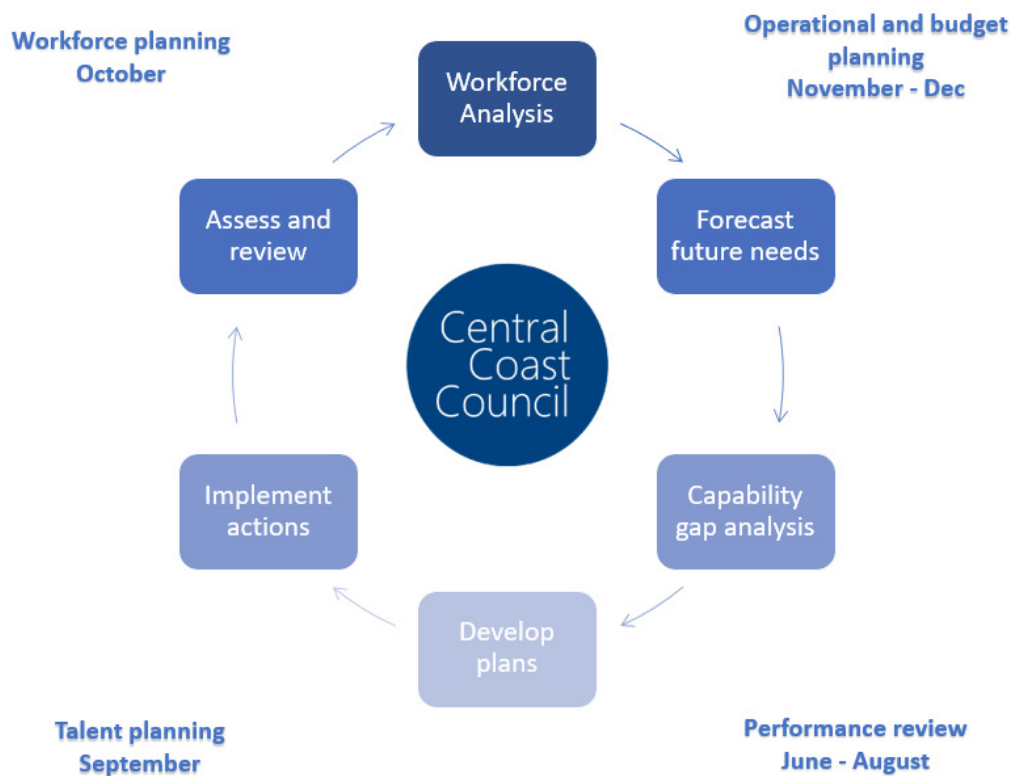 Workforce planning
October
Operational and budget
planning
November - Dec
Workforce
Analysis
Assess and
review
Forecast
future needs
Central
Coast
Council
Implement
actions
Capability
gap analysis
Develop
plans
Talent planning
September
Performance review
June - August